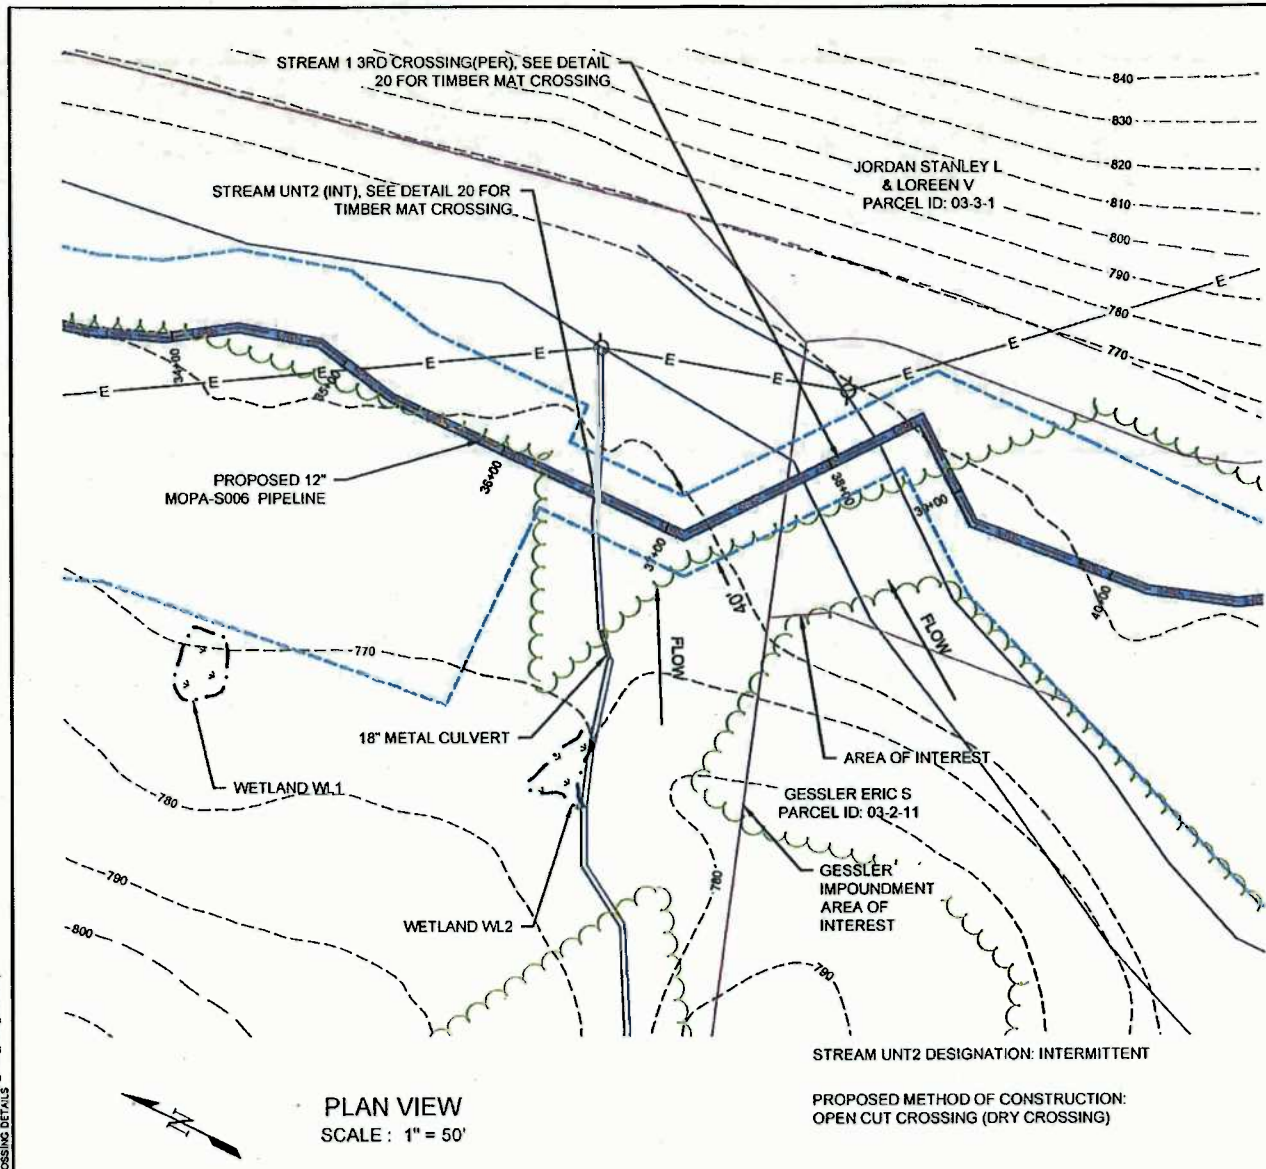 STREAM 1 3RD CROSSING(PER), SEE DETAIL
20 FOR TIMBER MAT CROSSING
840
830
820
810
800
790
780
770
JORDAN STANLEY L
& LOREEN V
PARCEL ID: 03-3-1
STREAM UNT2 (INT), SEE DETAIL 20 FOR
TIMBER MAT CROSSING
E
E
E
E
E
E
E
E
34+00
35+00
36+00
37+00
38+00
39+00
40+00
PROPOSED 12"
MOPA-S006 PIPELINE
40'
FLOW
FLOW
770
18" METAL CULVERT
WETLAND WL1
780
AREA OF INTEREST
GESSLER ERIC S
PARCEL ID: 03-2-11
780
GESSLER
IMPOUNDMENT
AREA OF
INTEREST
790
800
WETLAND WL2
790
STREAM UNT2 DESIGNATION: INTERMITTENT
PROPOSED METHOD OF CONSTRUCTION:
OPEN CUT CROSSING (DRY CROSSING)
N
PLAN VIEW
SCALE : 1" = 50'
OSSING DETAILS